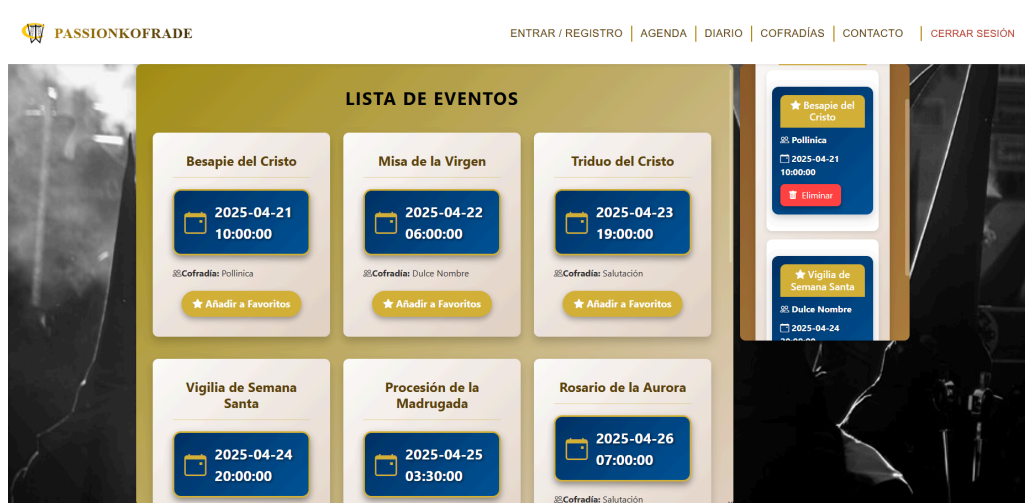 PASSIONKOFRADE
ENTRAR / REGISTRO
AGENDA
DIARIO
COFRADÍAS
CONTACTO
CERRAR SESIÓN
LISTA DE EVENTOS
Besapie del Cristo
2025-04-21
10:00:00
Cofradía: Pollinica
Añadir a Favoritos
Misa de la Virgen
2025-04-22
06:00:00
Cofradía: Dulce Nombre
Añadir a Favoritos
Triduo del Cristo
2025-04-23
19:00:00
Cofradía: Salutación
Añadir a Favoritos
Vigilia de Semana
Santa
2025-04-24
20:00:00
Procesión de la
Madrugada
2025-04-25
03:30:00
Rosario de la Aurora
2025-04-26
07:00:00
Cofradía: Salutación
Besapie del
Cristo
Pollinica
2025-04-21
10:00:00
Eliminar
Vigilia de
Semana Santa
Dulce Nombre
2025-04-24
20:00:00